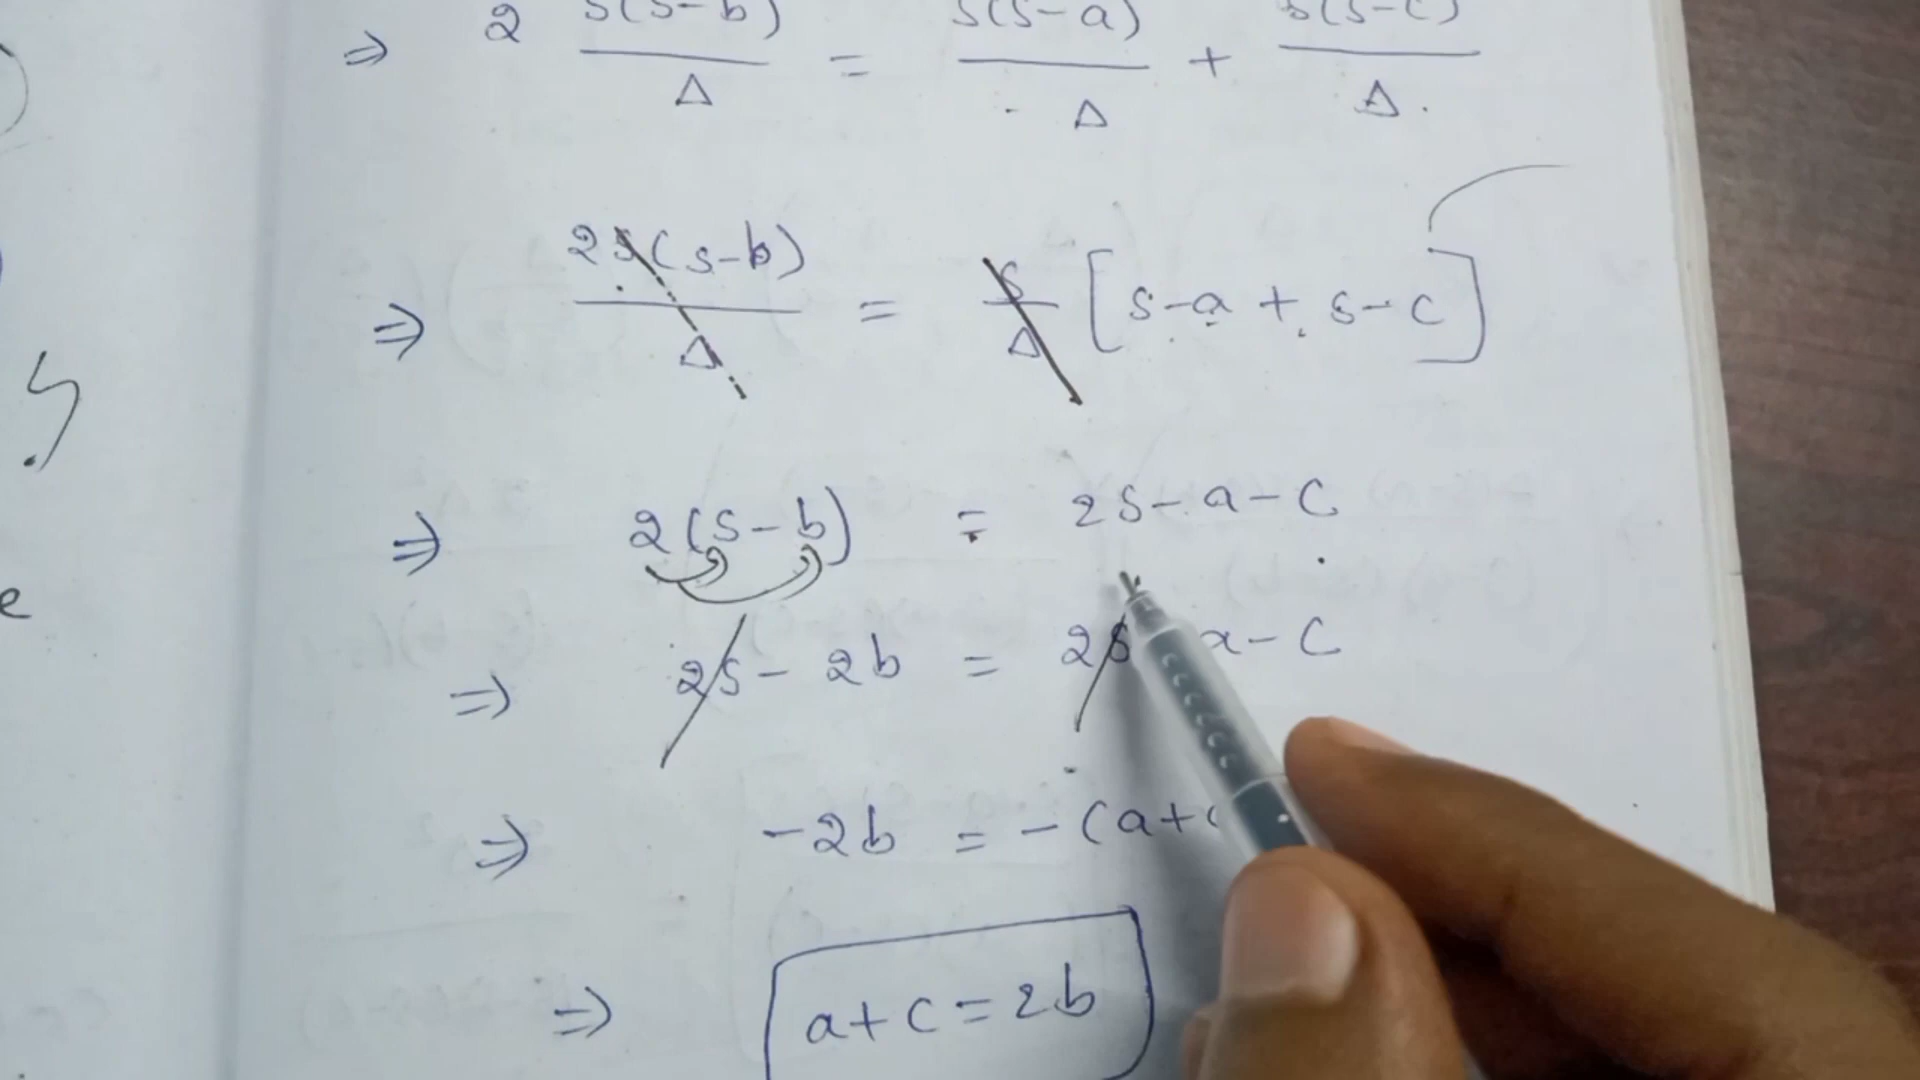 ⇒ 2 s(s-b)/Δ = s(s-a)/Δ + s(s-c)/Δ
⇒ 2s(s-b)/Δ = s/Δ [s-a + s-c]
⇒ 2(s-b) = 2s-a-c
⇒ 2s-2b = 2s a-c
⇒ -2b = -(a+c
⇒ a+c=2b
e